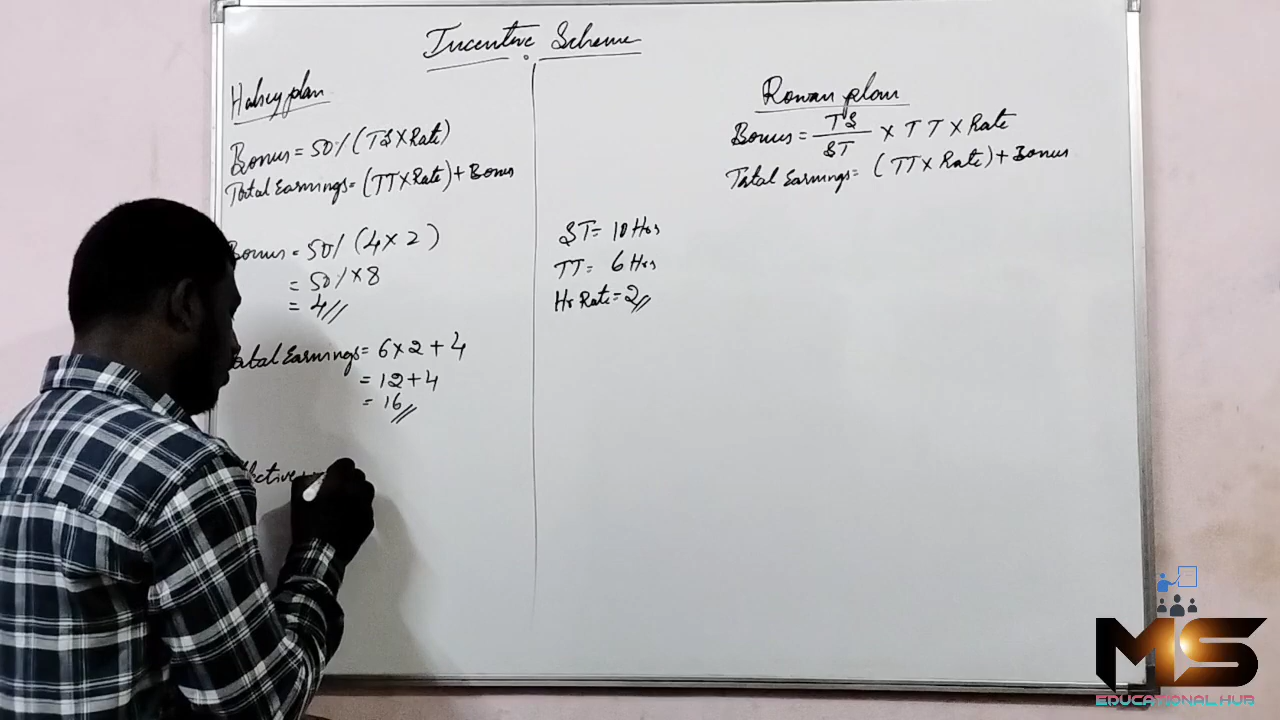 Incentive Scheme
Halsey plan
Bonus = 50% (TS × Rate)
Total Earnings = (TT × Rate) + Bonus
Bonus = 50% (4 × 2)
= 50% × 8
= 4//
Total Earnings = 6 × 2 + 4
= 12 + 4
= 16//
ST = 10 Hrs
TT = 6 Hrs
Hr Rate = 2//
Rowan plan
Bonus = TS/ST × TT × Rate
Total Earnings = (TT × Rate) + Bonus
MS
EDUCATIONAL HUB